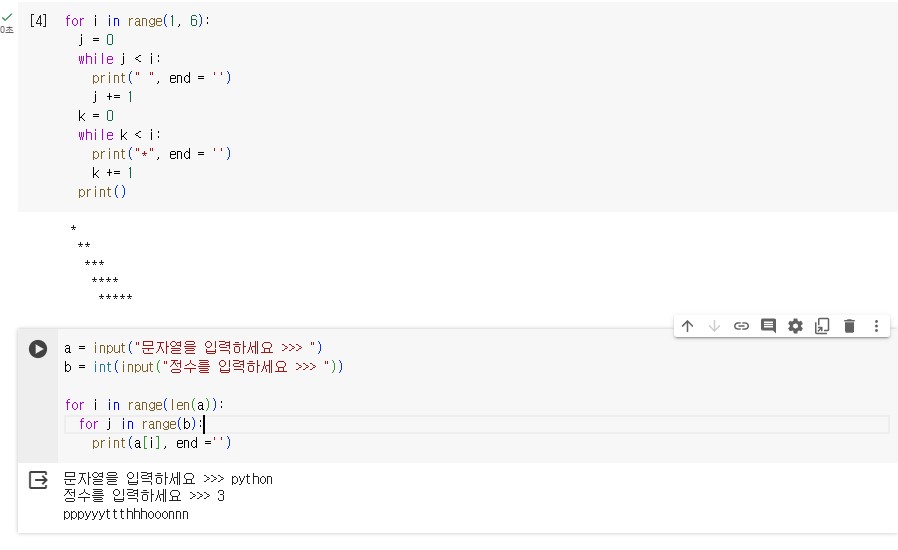 [4] for i in range(1, 6):
  j = 0
  while j < i:
    print(" ", end = '')
    j += 1
  k = 0
  while k < i:
    print("*", end = '')
    k += 1
  print()
0초
 *
  **
   ***
    ****
     *****
a = input("문자열을 입력하세요 >>> ")
b = int(input("정수를 입력하세요 >>> "))
for i in range(len(a)):
  for j in range(b):
    print(a[i], end ='')
문자열을 입력하세요 >>> python
정수를 입력하세요 >>> 3
pppyyyttthhhooonnn